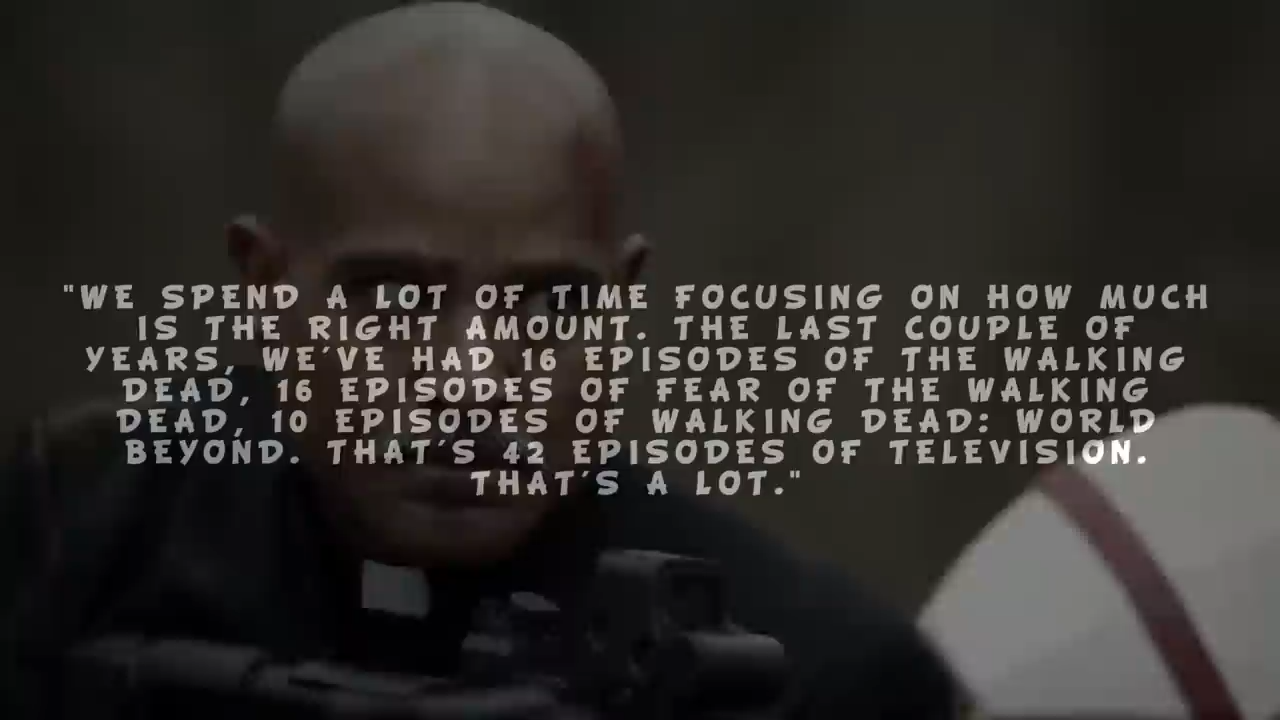 "WE SPEND A LOT OF TIME FOCUSING ON HOW MUCH
IS THE RIGHT AMOUNT. THE LAST COUPLE OF
YEARS, WE'VE HAD 16 EPISODES OF THE WALKING
DEAD, 16 EPISODES OF FEAR OF THE WALKING
DEAD, 10 EPISODES OF WALKING DEAD: WORLD
BEYOND. THAT'S 42 EPISODES OF TELEVISION.
THAT'S A LOT."